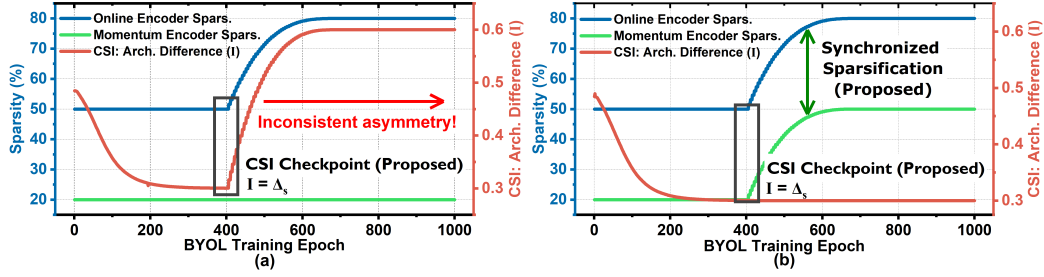 Online Encoder Spars.
Momentum Encoder Spars.
CSI: Arch. Difference (I)
Sparsity (%)
80
70
60
50
40
30
20
0.6
0.5
0.4
0.3
CSI: Arch. Difference (I)
Inconsistent asymmetry!
CSI Checkpoint (Proposed)
I = Δs
0
200
400
600
800
1000
BYOL Training Epoch
(a)
Online Encoder Spars.
Momentum Encoder Spars.
CSI: Arch. Difference (I)
Sparsity (%)
80
70
60
50
40
30
20
0.6
0.5
0.4
0.3
CSI: Arch. Difference (I)
Synchronized
Sparsification
(Proposed)
CSI Checkpoint (Proposed)
I = Δs
0
200
400
600
800
1000
BYOL Training Epoch
(b)